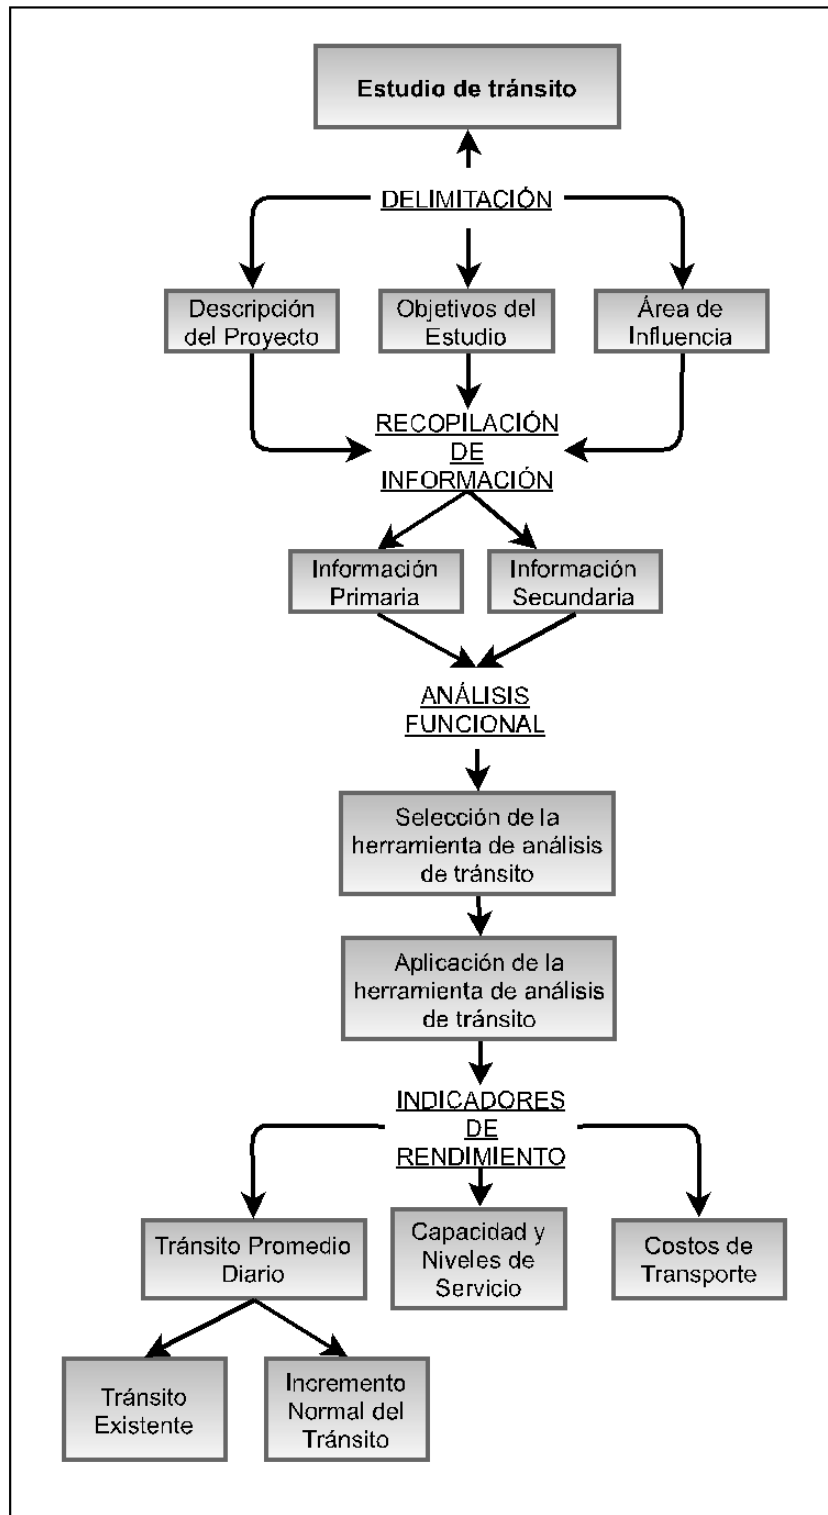 Estudio de tránsito
DELIMITACIÓN
Descripción
del Proyecto
Objetivos del
Estudio
Área de
Influencia
RECOPILACIÓN
DE
INFORMACIÓN
Información
Primaria
Información
Secundaria
ANÁLISIS
FUNCIONAL
Selección de la
herramienta de análisis
de tránsito
Aplicación de la
herramienta de análisis
de tránsito
INDICADORES
DE
RENDIMIENTO
Tránsito Promedio
Diario
Capacidad y
Niveles de
Servicio
Costos de
Transporte
Tránsito
Existente
Incremento
Normal del
Tránsito